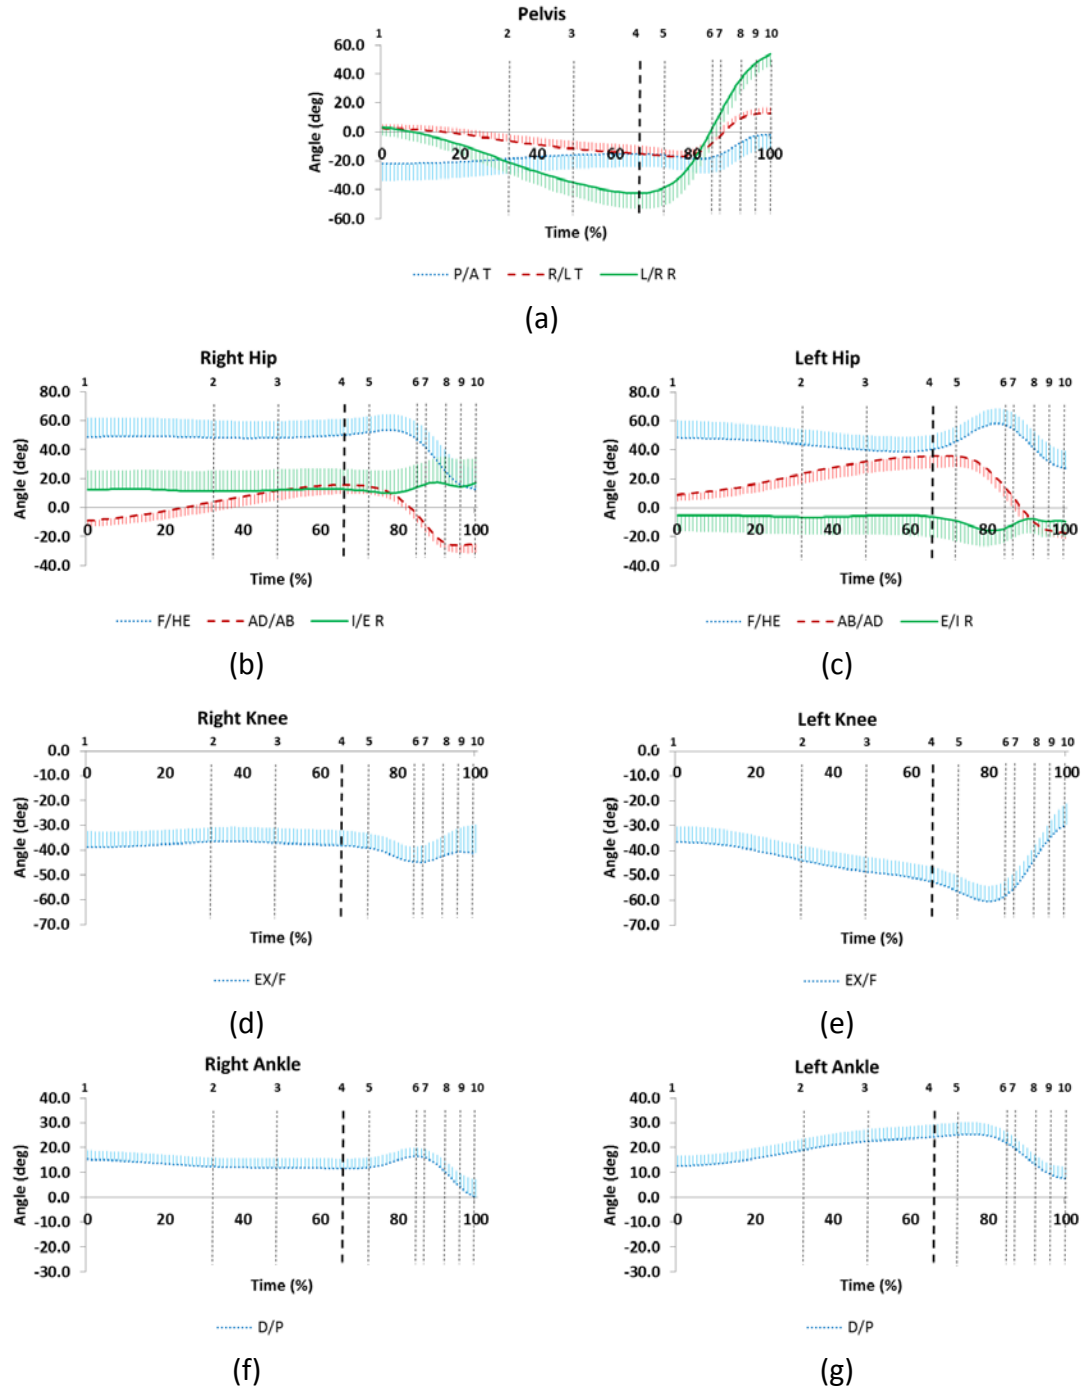 Pelvis
1 2 3 4 5 6 7 8 9 10
60.0
40.0
20.0
0.0
-20.0
-40.0
-60.0
0 20 40 60 80 100
Angle (deg)
Time (%)
P/A T R/L T L/R R
(a)
Right Hip
1 2 3 4 5 6 7 8 9 10
80.0
60.0
40.0
20.0
0.0
-20.0
-40.0
0 20 40 60 80 100
Angle (deg)
Time (%)
F/HE AD/AB I/E R
(b)
Left Hip
1 2 3 4 5 6 7 8 9 10
80.0
60.0
40.0
20.0
0.0
-20.0
-40.0
0 20 40 60 80 100
Angle (deg)
Time (%)
F/HE AB/AD E/I R
(c)
Right Knee
1 2 3 4 5 6 7 8 9 10
0.0
-10.0
-20.0
-30.0
-40.0
-50.0
-60.0
-70.0
0 20 40 60 80 100
Angle (deg)
Time (%)
EX/F
(d)
Left Knee
1 2 3 4 5 6 7 8 9 10
0.0
-10.0
-20.0
-30.0
-40.0
-50.0
-60.0
-70.0
0 20 40 60 80 100
Angle (deg)
Time (%)
EX/F
(e)
Right Ankle
1 2 3 4 5 6 7 8 9 10
40.0
30.0
20.0
10.0
0.0
-10.0
-20.0
-30.0
0 20 40 60 80 100
Angle (deg)
Time (%)
D/P
(f)
Left Ankle
1 2 3 4 5 6 7 8 9 10
40.0
30.0
20.0
10.0
0.0
-10.0
-20.0
-30.0
0 20 40 60 80 100
Angle (deg)
Time (%)
D/P
(g)